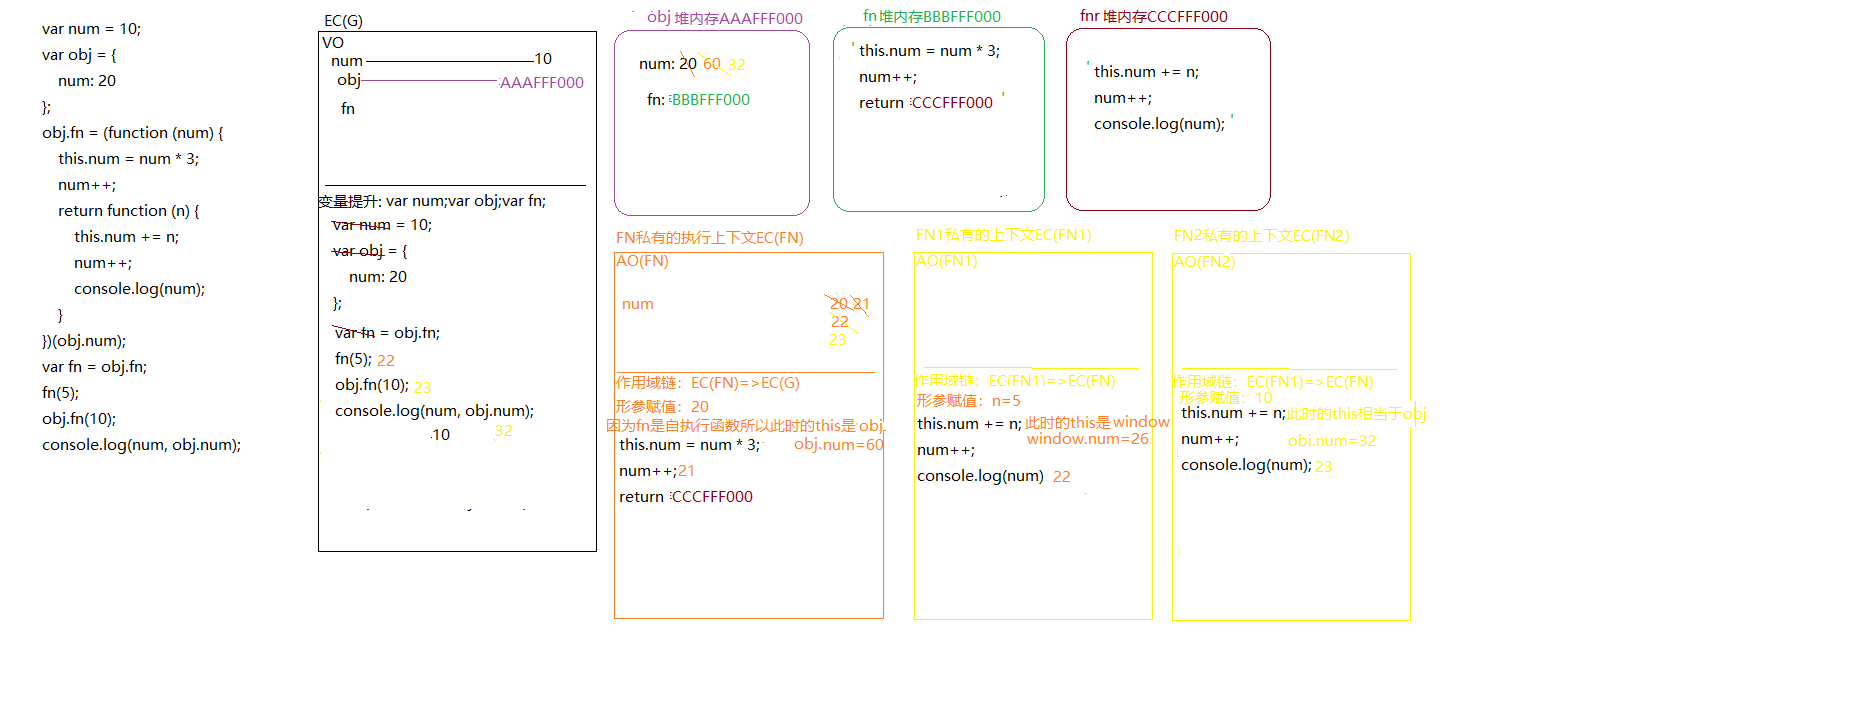 var num = 10;
var obj = {
num: 20
};
obj.fn = (function (num) {
this.num = num * 3;
num++;
return function (n) {
this.num += n;
num++;
console.log(num);
}
})(obj.num);
var fn = obj.fn;
fn(5);
obj.fn(10);
console.log(num, obj.num);
EC(G)
VO
num 10
obj AAAFFF000
fn
变量提升: var num;var obj;var fn;
var num = 10;
var obj = {
num: 20
};
var fn = obj.fn;
fn(5); 22
obj.fn(10); 23
console.log(num, obj.num);
10 32
obj 堆内存AAAFFF000
num: 20 60 32
fn: BBBFFF000
fn 堆内存BBBFFF000
this.num = num * 3;
num++;
return CCCFFF000
fnr 堆内存CCCFFF000
this.num += n;
num++;
console.log(num);
FN私有的执行上下文EC(FN)
AO(FN)
num 20 21
22
23
作用域链：EC(FN)=>EC(G)
形参赋值：20
因为fn是自执行函数所以此时的this是obj.
this.num = num * 3; obj.num=60
num++;21
return CCCFFF000
FN1私有的上下文EC(FN1)
AO(FN1)
作用域链：EC(FN1)=>EC(FN)
形参赋值：n=5
this.num += n; 此时的this是window
window.num=26
num++;
console.log(num) 22
FN2私有的上下文EC(FN2)
AO(FN2)
作用域链：EC(FN1)=>EC(FN)
形参赋值：10
this.num += n;此时的this相当于obj
num++; obj.num=32
console.log(num); 23